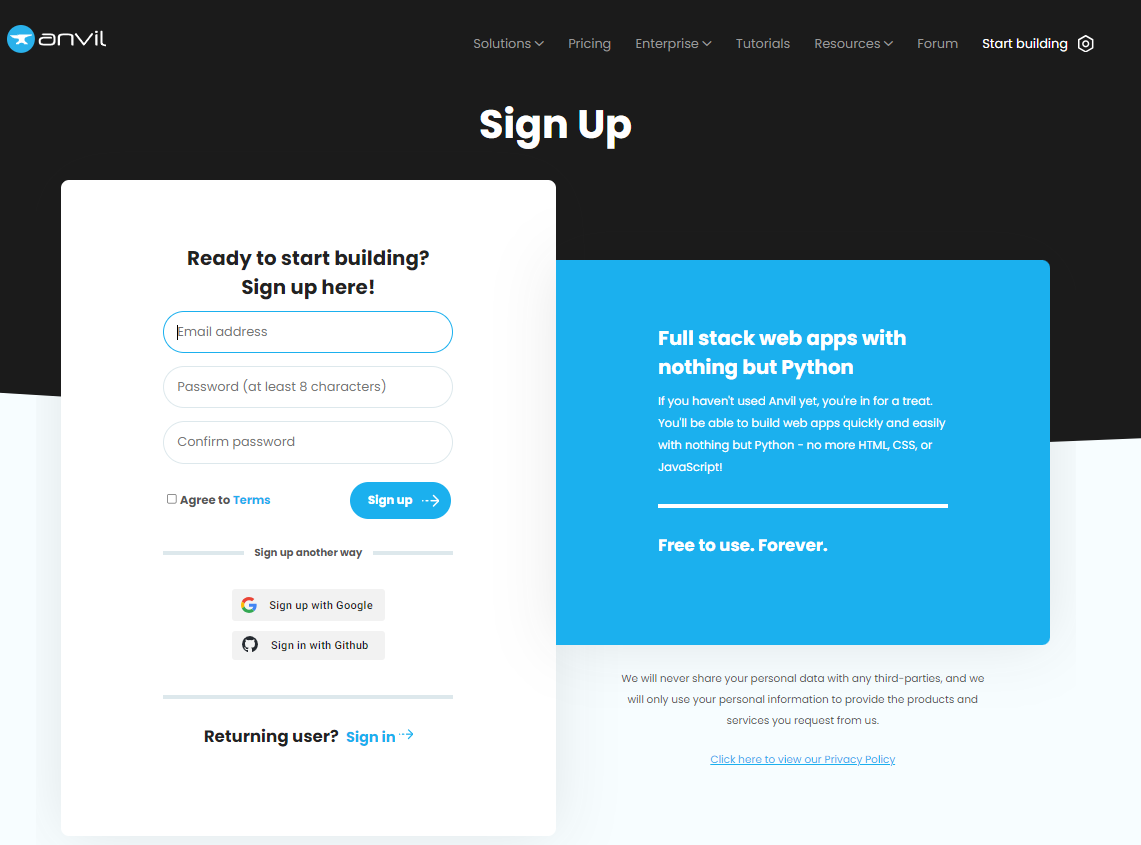 anvil
Solutions
Pricing
Enterprise
Tutorials
Resources
Forum
Start building
Sign Up
Ready to start building?
Sign up here!
Email address
Password (at least 8 characters)
Confirm password
Agree to Terms
Sign up
Sign up another way
Sign up with Google
Sign in with Github
Returning user? Sign in
Full stack web apps with
nothing but Python
If you haven't used Anvil yet, you're in for a treat.
You'll be able to build web apps quickly and easily
with nothing but Python - no more HTML, CSS, or
JavaScript!
Free to use. Forever.
We will never share your personal data with any third-parties, and we
will only use your personal information to provide the products and
services you request from us.
Click here to view our Privacy Policy